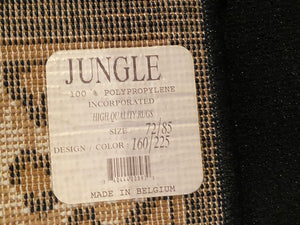 JUNGLE
100 % POLYPROPYLENE
INCORPORATED
HIGH QUALITY RUGS
SIZE: 72/85
DESIGN / COLOR: 160/225
MADE IN BELGIUM